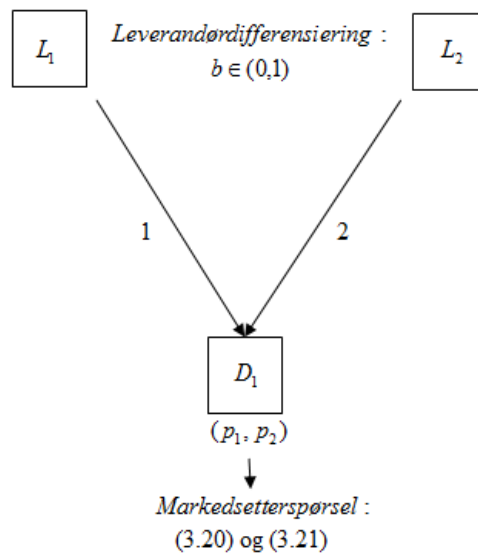 L₁
Leverandørdifferensiering :
b ∈ (0,1)
L₂
1
2
D₁
(p₁, p₂)
Markedsetterspørsel :
(3.20) og (3.21)